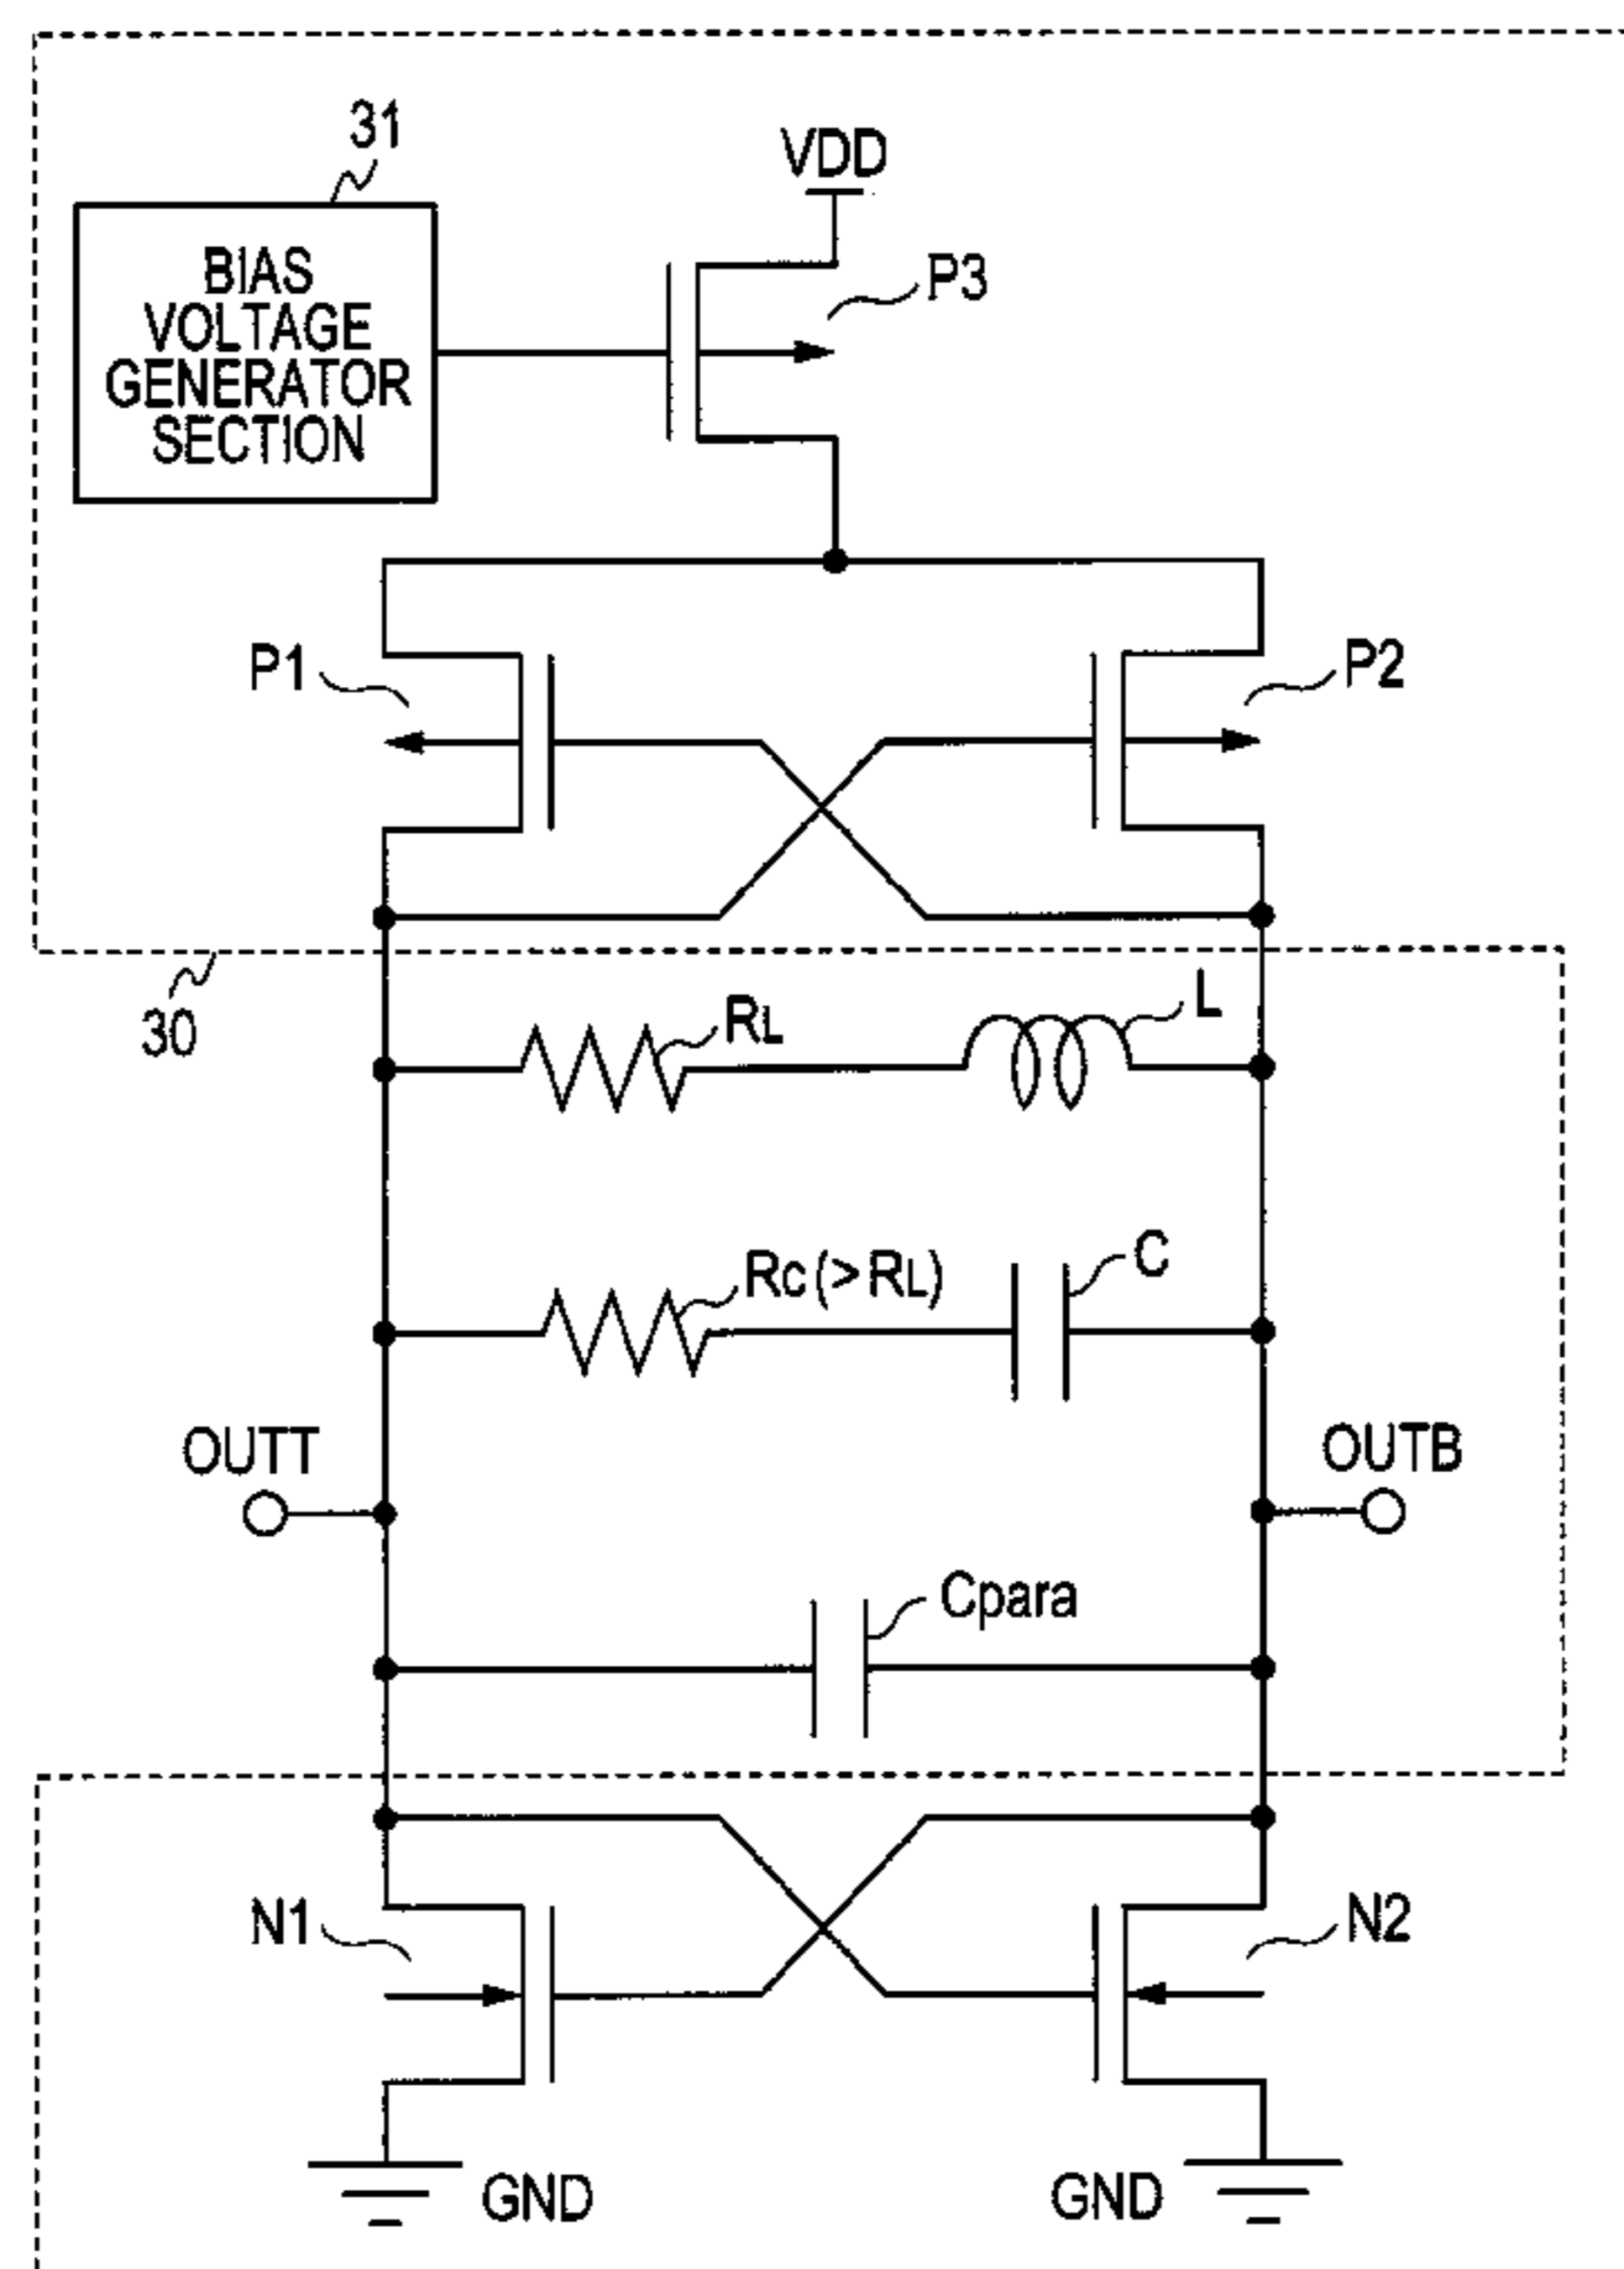 31
VDD
BIAS
VOLTAGE
GENERATOR
SECTION
P3
P1
P2
30
RL
L
Rc (> RL)
C
OUTT
OUTB
Cpara
N1
N2
GND
GND